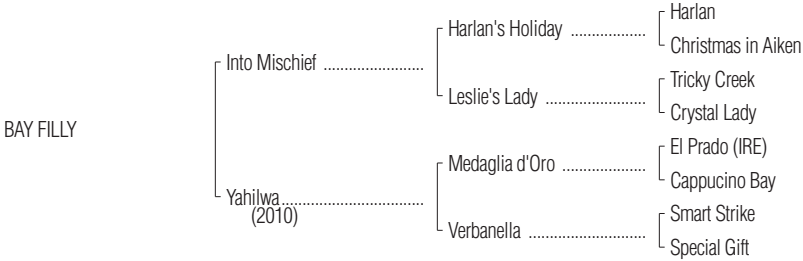 Harlan
Harlan's Holiday ....................
Christmas in Aiken
Into Mischief ...........................
Tricky Creek
Leslie's Lady ...........................
Crystal Lady
BAY FILLY
El Prado (IRE)
Medaglia d'Oro ......................
Cappucino Bay
Yahilwa......................................
(2010)
Smart Strike
Verbanella ...............................
Special Gift